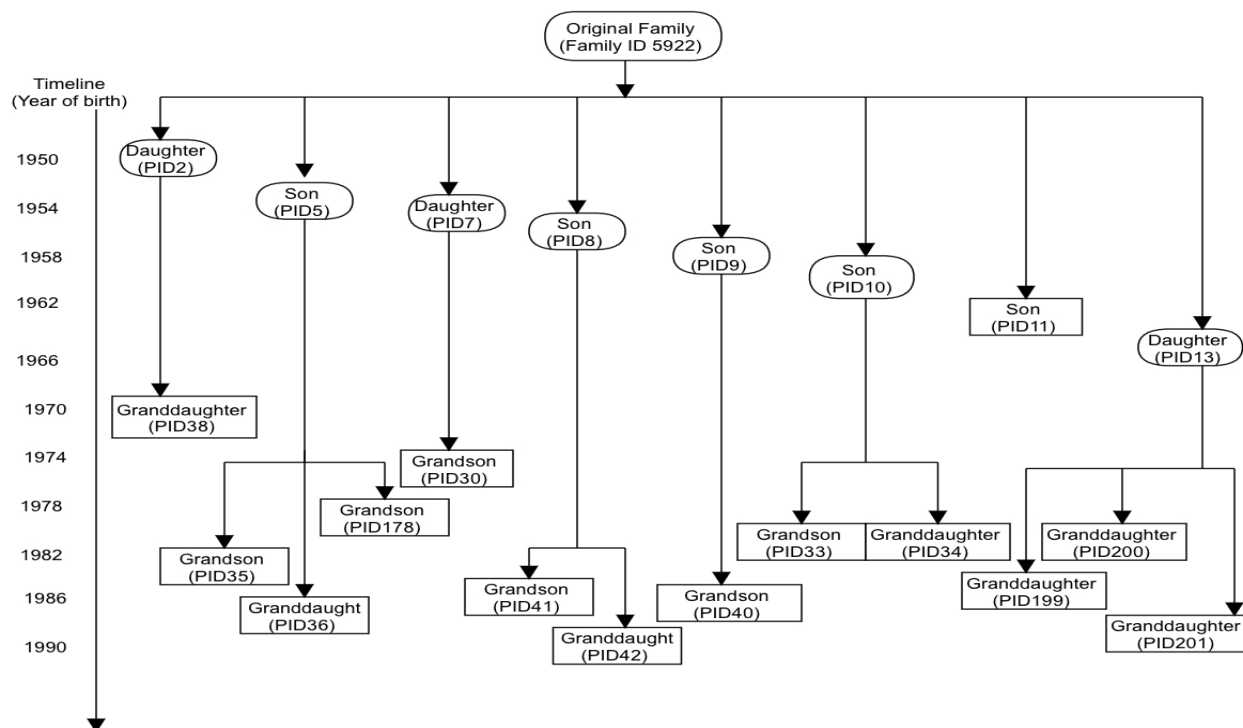 Original Family
(Family ID 5922)
Timeline
(Year of birth)
1950
1954
1958
1962
1966
1970
1974
1978
1982
1986
1990
Daughter
(PID2)
Son
(PID5)
Daughter
(PID7)
Son
(PID8)
Son
(PID9)
Son
(PID10)
Son
(PID11)
Daughter
(PID13)
Granddaughter
(PID38)
Grandson
(PID30)
Grandson
(PID178)
Grandson
(PID35)
Granddaught
(PID36)
Grandson
(PID41)
Granddaught
(PID42)
Grandson
(PID40)
Grandson
(PID33)
Granddaughter
(PID34)
Granddaughter
(PID200)
Granddaughter
(PID199)
Granddaughter
(PID201)